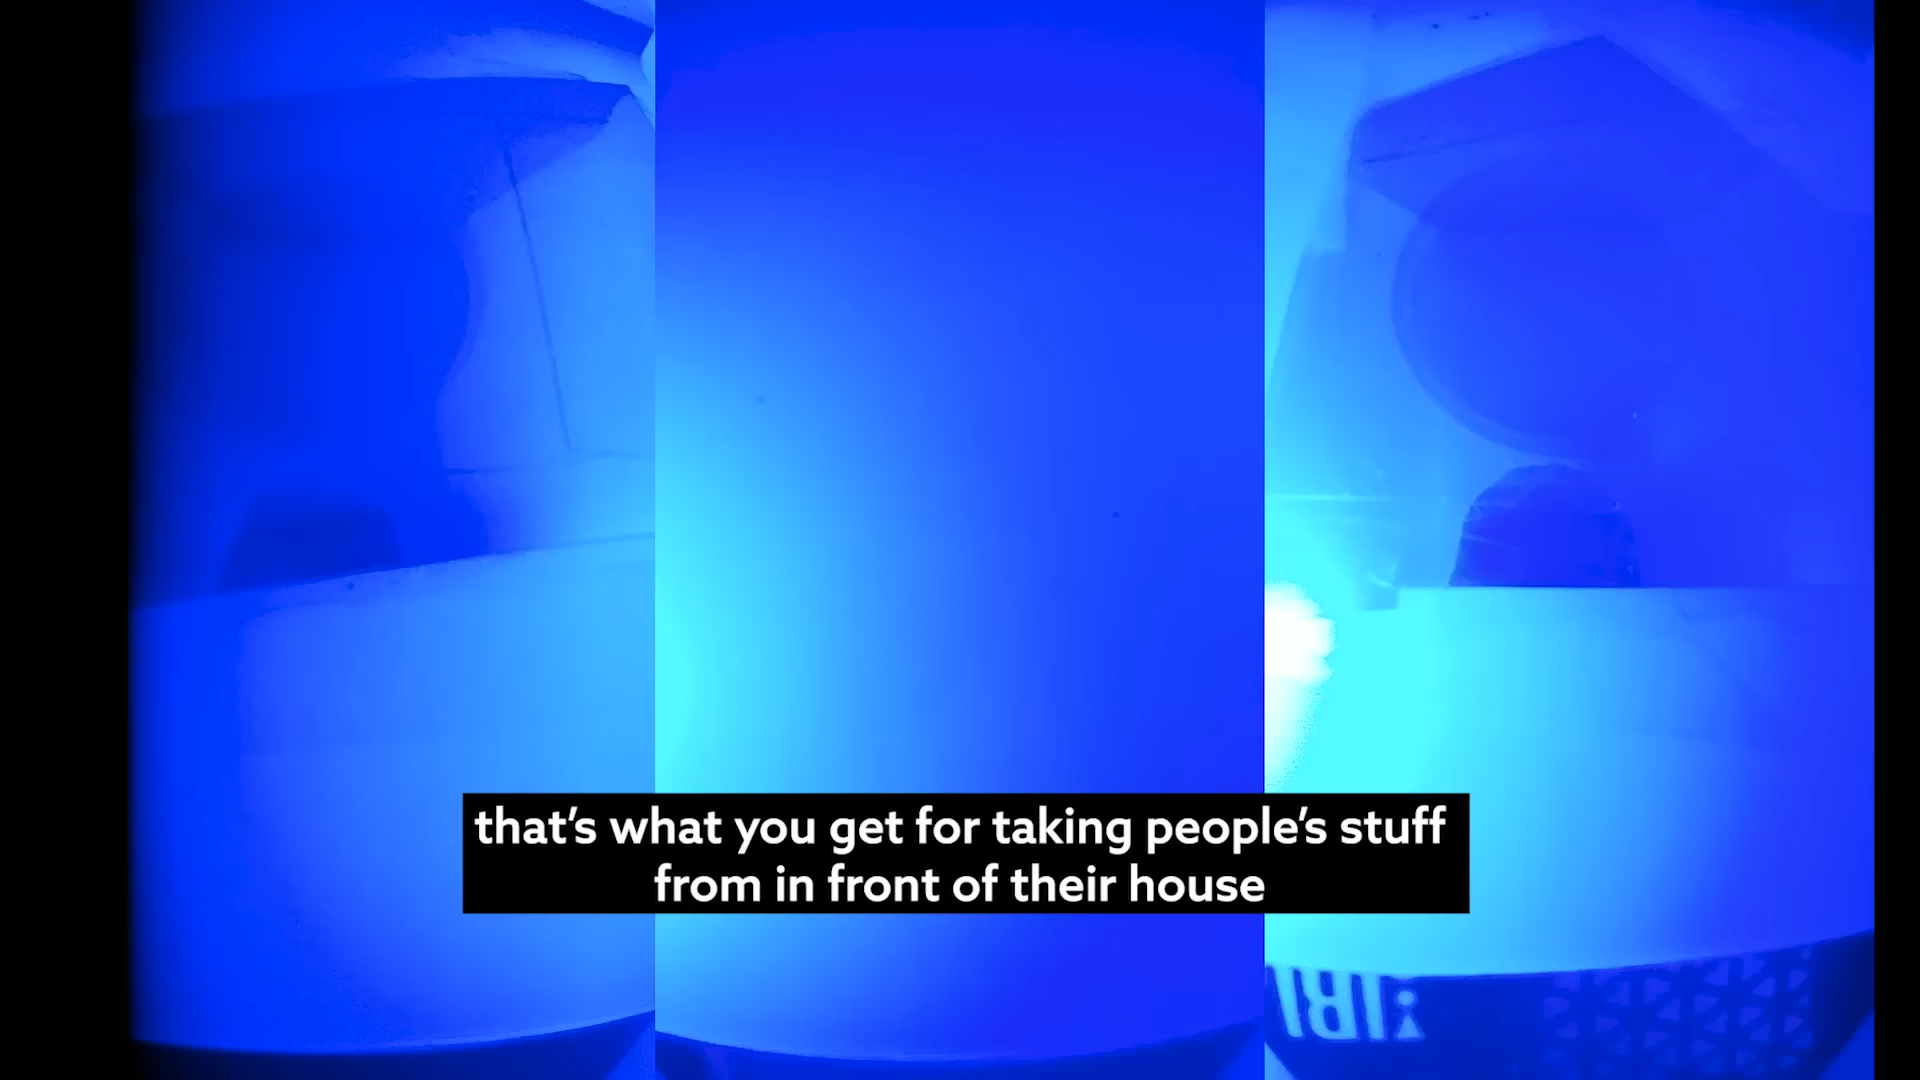 that’s what you get for taking people’s stuff
from in front of their house